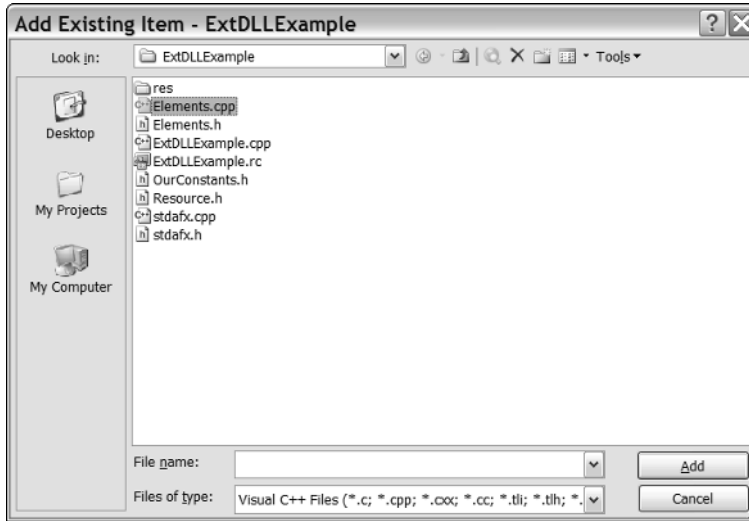 Add Existing Item - ExtDLLExample
Look in: ExtDLLExample Tools
Desktop
My Projects
My Computer
res
Elements.cpp
Elements.h
ExtDLLExample.cpp
ExtDLLExample.rc
OurConstants.h
Resource.h
stdafx.cpp
stdafx.h
File name: Add
Files of type: Visual C++ Files (*.c; *.cpp; *.cxx; *.cc; *.tli; *.tlh; *. Cancel